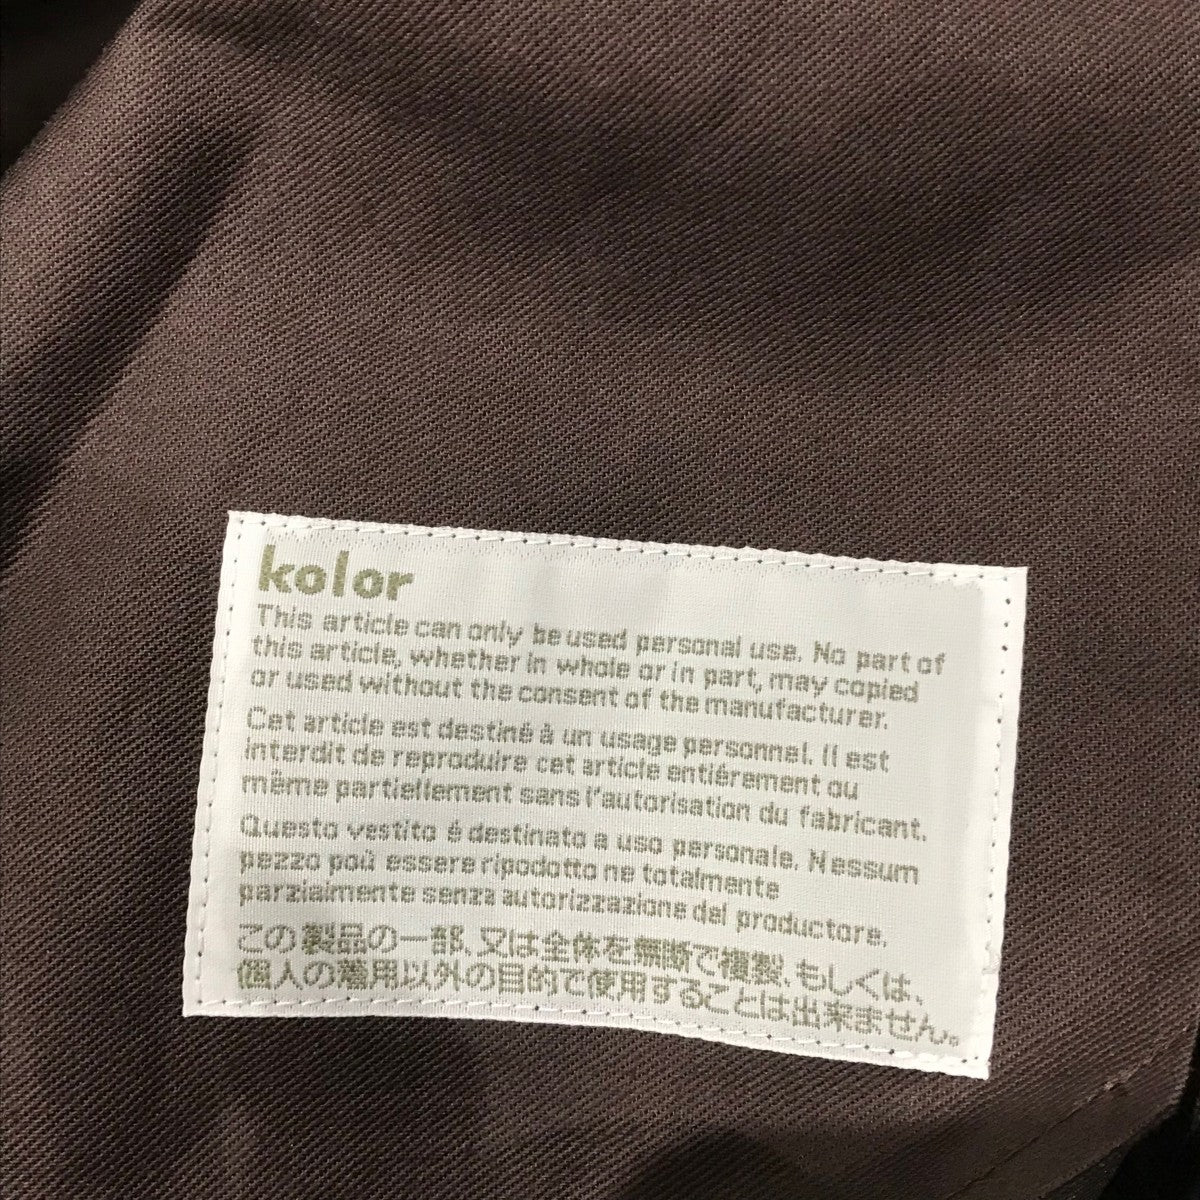 kolor
This article can only be used personal use. No part of
this article, whether in whole or in part, may copied
or used without the consent of the manufacturer.
Cet article est destiné à un usage personnel. Il est
interdit de reproduire cet article entiérement ou
même partiellement sans l'autorisation du fabricant.
Questo vestito é destinato a uso personale. Nessum
pezzo poù essere ripodotto ne totalmente
parzialmente senza autorizzazione del productore.
この製品の一部、又は全体を無断で複製、もしくは、
個人の着用以外の目的で使用することは出来ません。